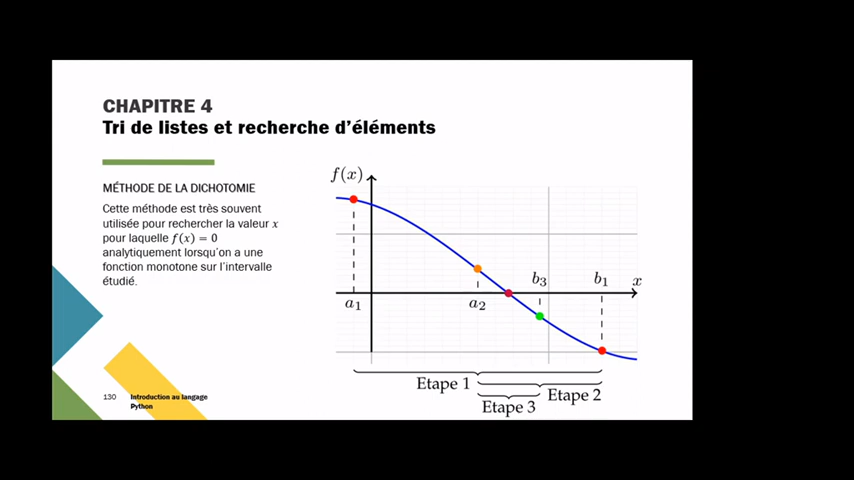 CHAPITRE 4
Tri de listes et recherche d'éléments
MÉTHODE DE LA DICHOTOMIE
Cette méthode est très souvent
utilisée pour rechercher la valeur x
pour laquelle f(x) = 0
analytiquement lorsqu'on a une
fonction monotone sur l'intervalle
étudié.
f(x)
b₃
b₁
x
a₁
a₂
Etape 1
Etape 2
Etape 3
130
Introduction au langage
Python